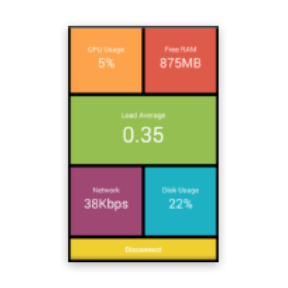 CPU Usage
5%
Free RAM
875MB
Load Average
0.35
Network
38Kbps
Disk Usage
22%
Disconnect